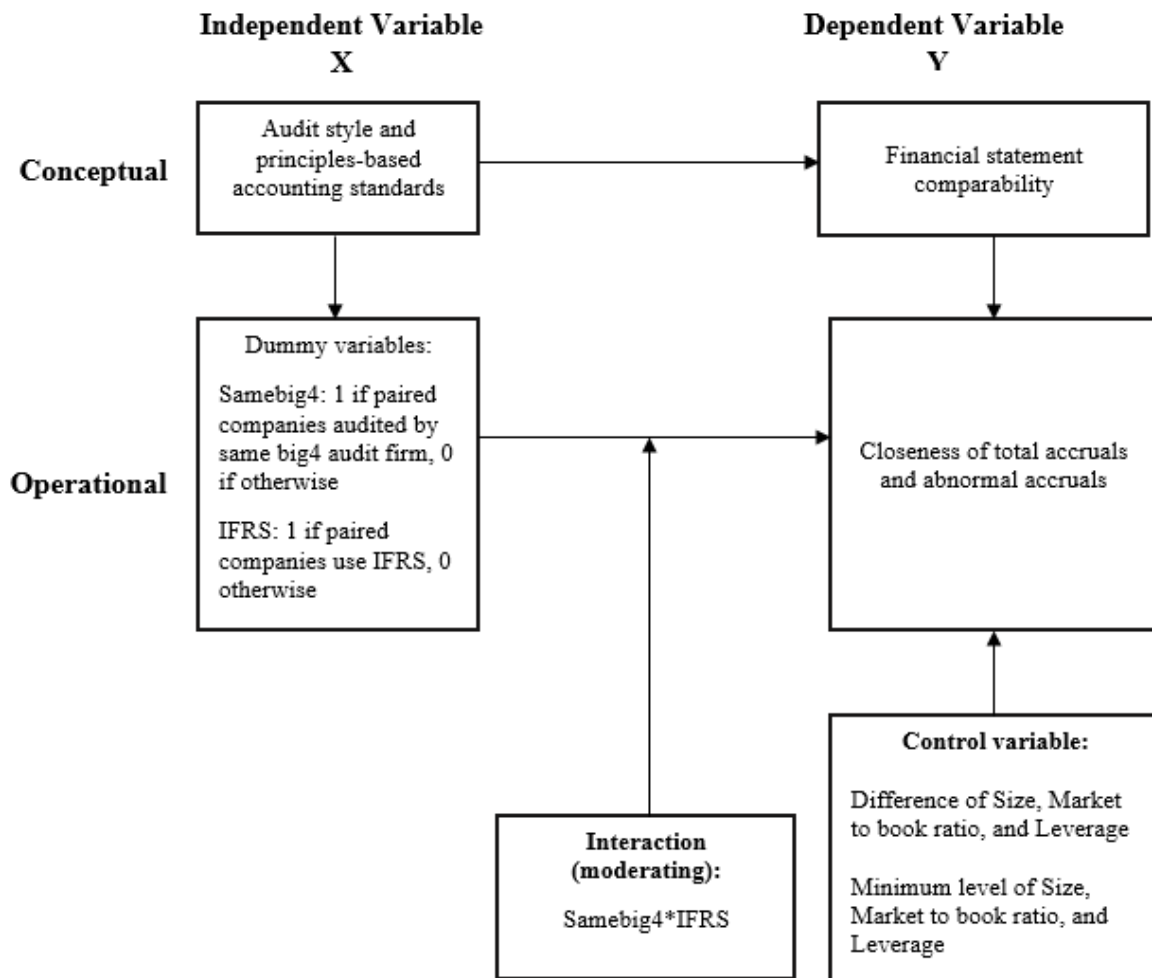 Independent Variable
X
Dependent Variable
Y
Conceptual
Audit style and
principles-based
accounting standards
Financial statement
comparability
Operational
Dummy variables:
Samebig4: 1 if paired
companies audited by
same big4 audit firm, 0
if otherwise
IFRS: 1 if paired
companies use IFRS, 0
otherwise
Closeness of total accruals
and abnormal accruals
Interaction
(moderating):
Samebig4*IFRS
Control variable:
Difference of Size, Market
to book ratio, and Leverage
Minimum level of Size,
Market to book ratio, and
Leverage